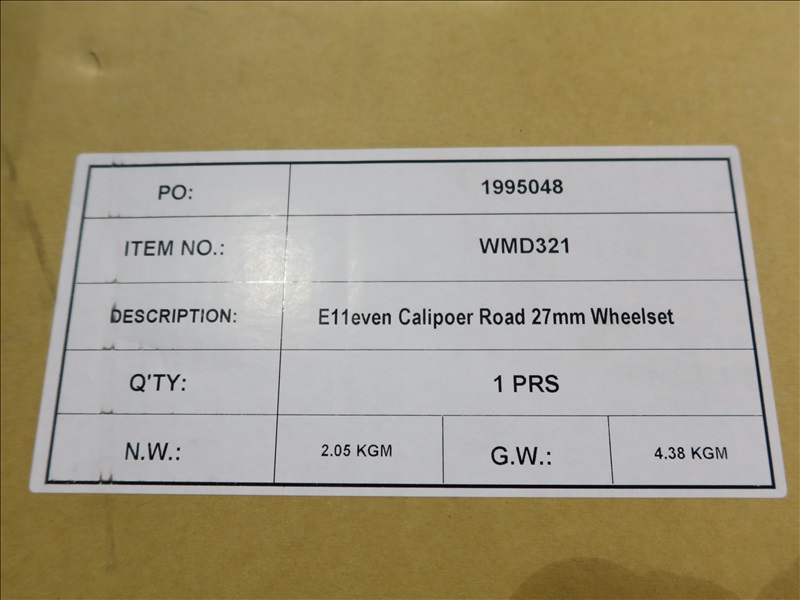 PO: 1995048
ITEM NO.: WMD321
DESCRIPTION: E11even Calipoer Road 27mm Wheelset
Q'TY: 1 PRS
N.W.: 2.05 KGM G.W.: 4.38 KGM